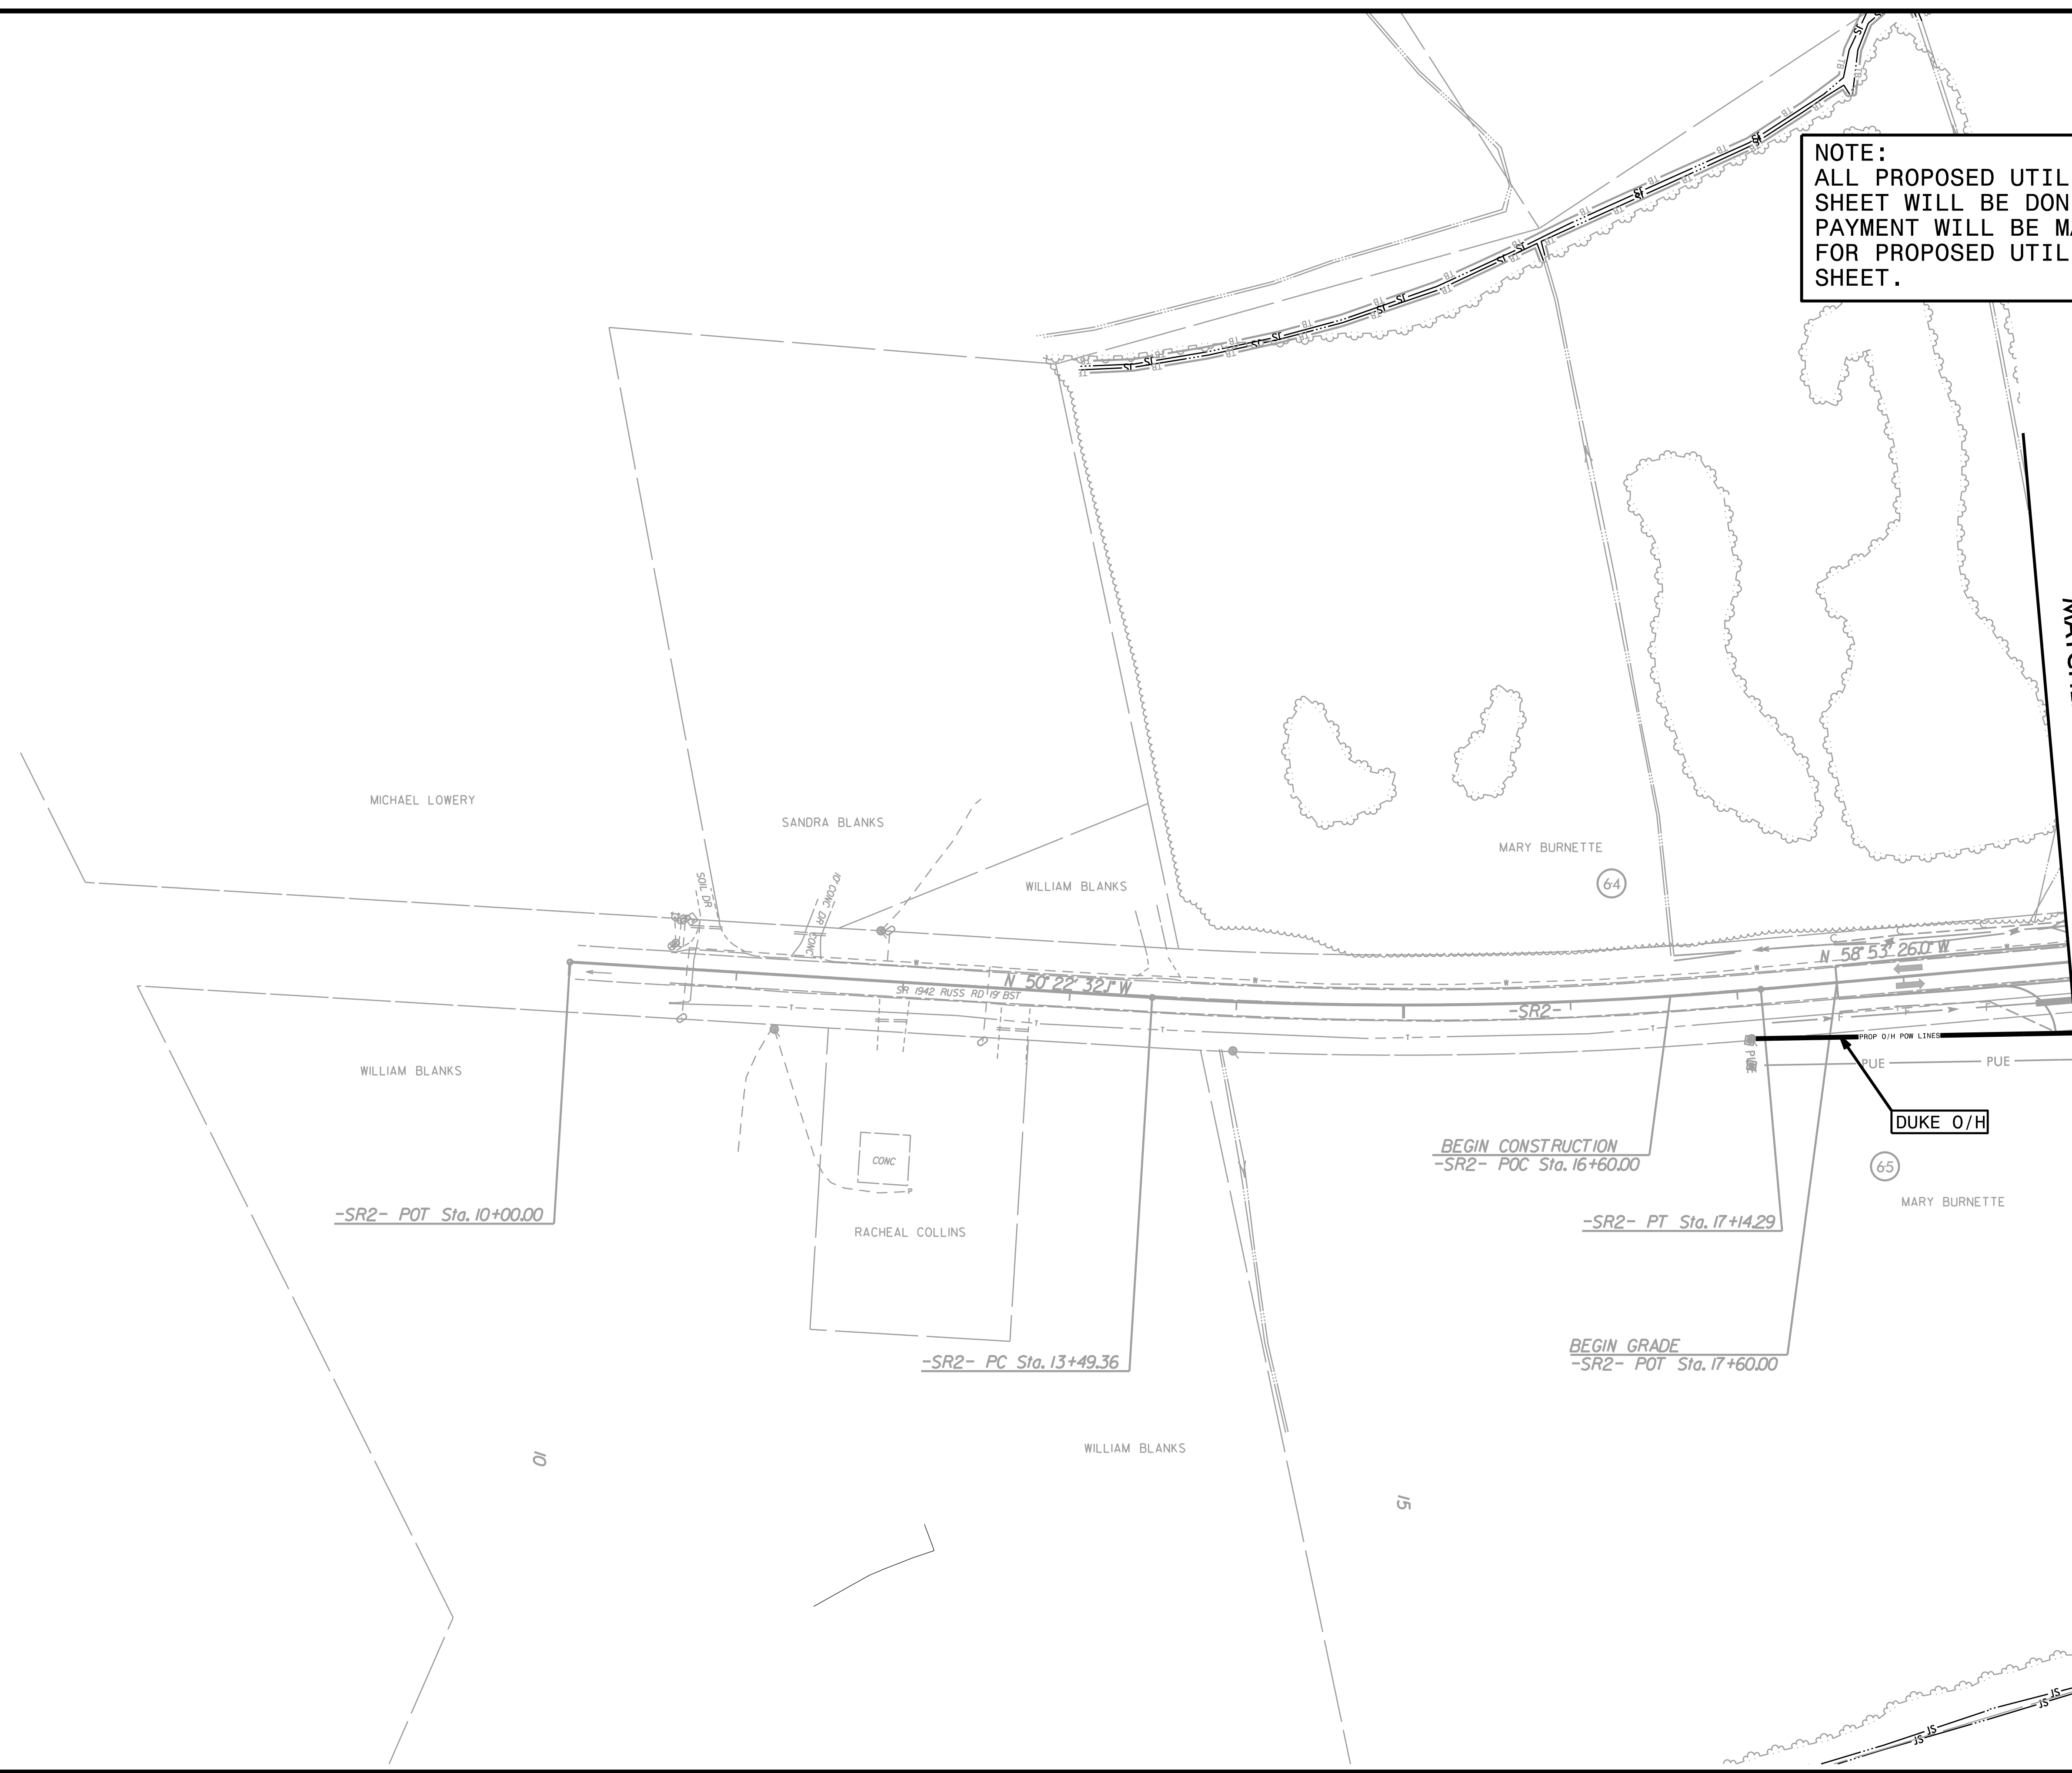 NOTE:
ALL PROPOSED UTIL
SHEET WILL BE DON
PAYMENT WILL BE MA
FOR PROPOSED UTIL
SHEET.
MICHAEL LOWERY
SANDRA BLANKS
MARY BURNETTE
64
WILLIAM BLANKS
SOIL DR
10' CONC DR
CONC
N 58° 53' 26.0" W
N 50° 22' 32.1" W
SR 1942 RUSS RD 19' BST
-SR2-
PROP O/H POW LINES
PUE
PUE
PUE
DUKE O/H
WILLIAM BLANKS
BEGIN CONSTRUCTION
-SR2- POC Sta. 16+60.00
65
MARY BURNETTE
CONC
P
-SR2- POT Sta. 10+00.00
RACHEAL COLLINS
-SR2- PT Sta. 17+14.29
-SR2- PC Sta. 13+49.36
BEGIN GRADE
-SR2- POT Sta. 17+60.00
WILLIAM BLANKS
10
15
JS
JS
JS
JS